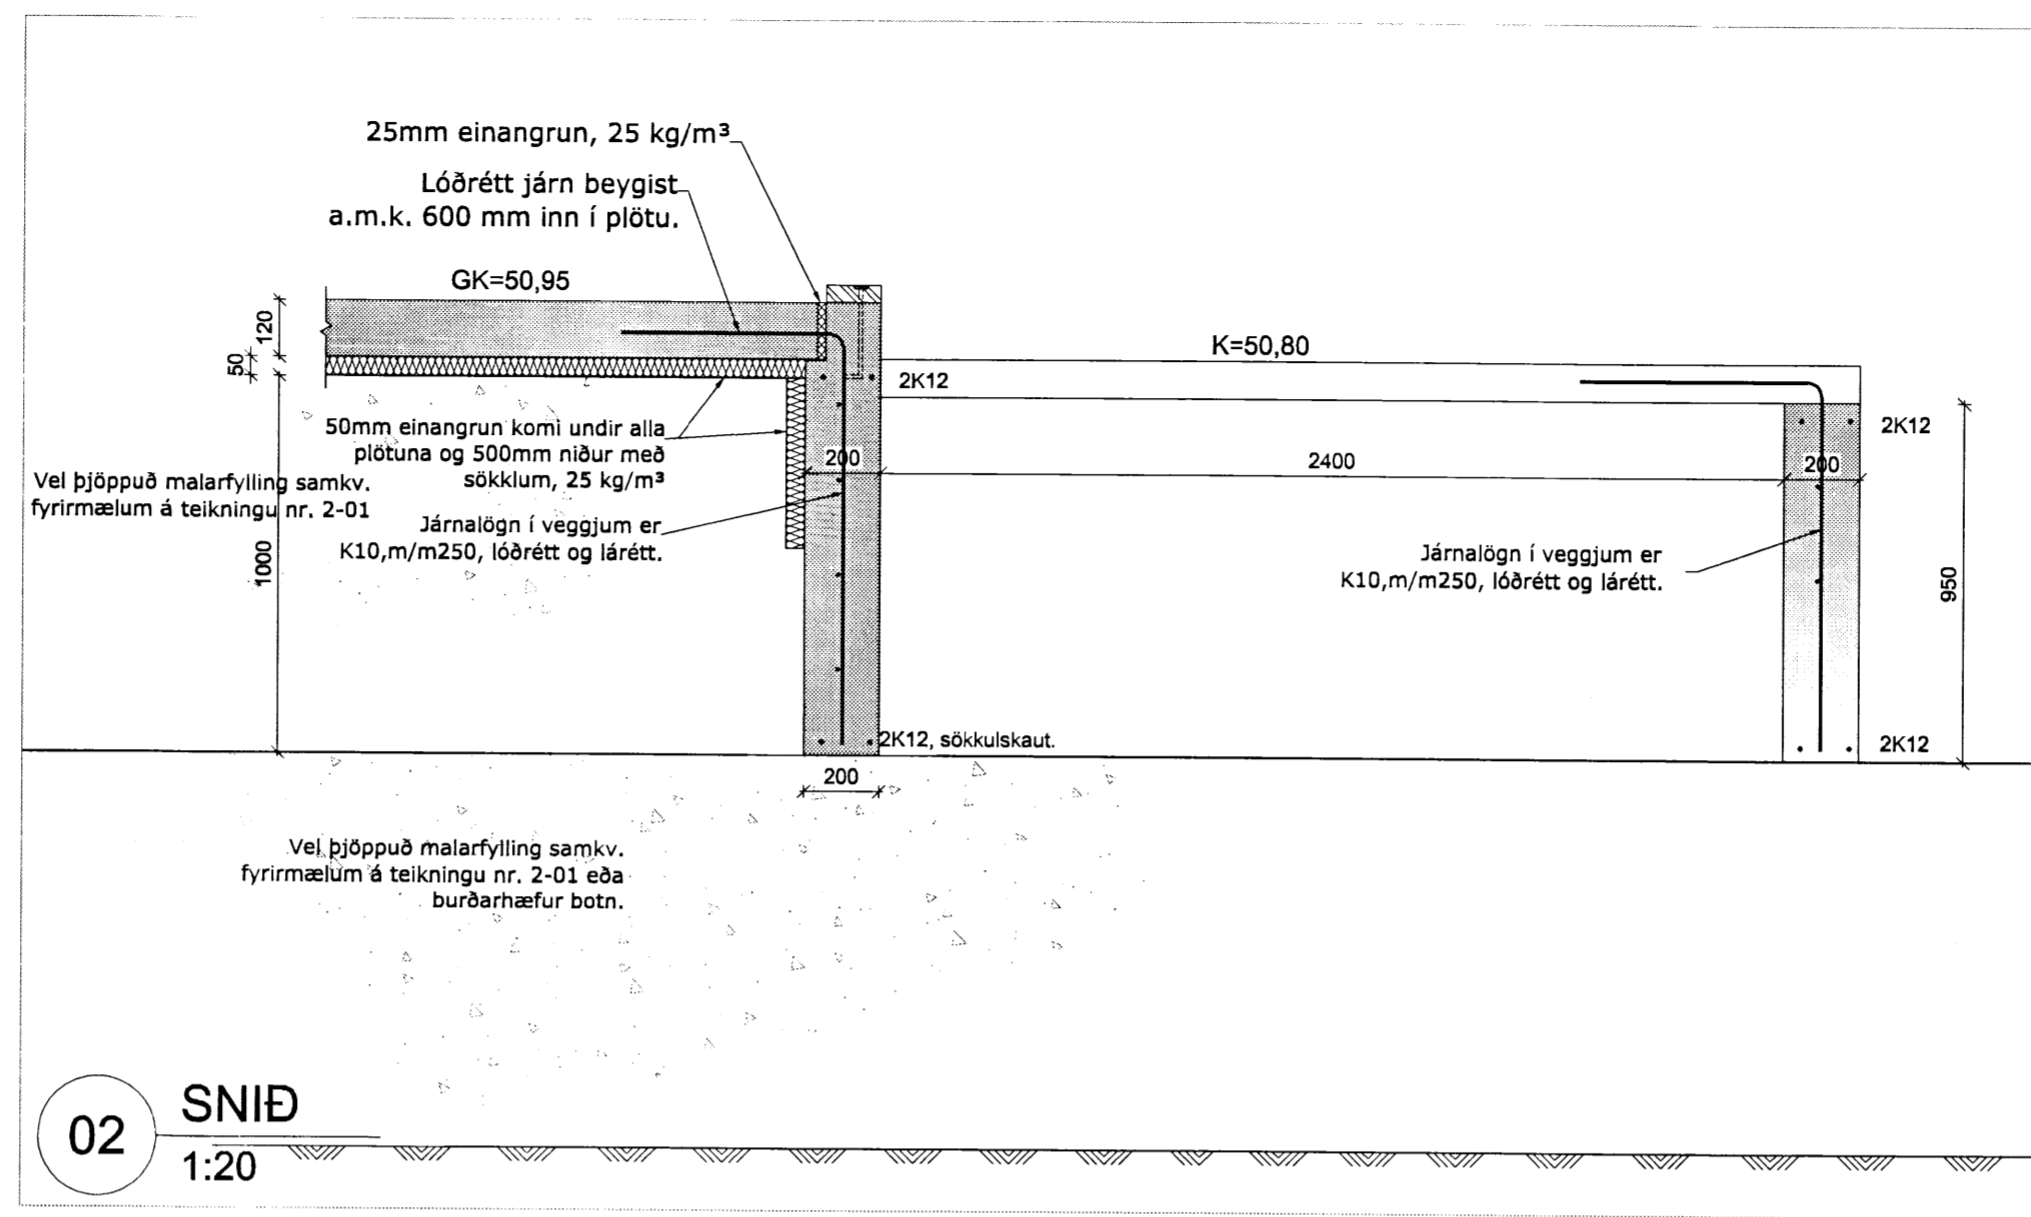 25mm einangrun, 25 kg/m³
Lóðrétt járn beygist
a.m.k. 600 mm inn í plötu.
GK=50,95
120
50
K=50,80
2K12
50mm einangrun komi undir alla
plötuna og 500mm niður með
sökklum, 25 kg/m³
2K12
200
2400
200
Vel þjöppuð malarfylling samkv.
fyrirmælum á teikningu nr. 2-01
Járnalögn í veggjum er
K10,m/m250, lóðrétt og lárétt.
1000
Járnalögn í veggjum er
K10,m/m250, lóðrétt og lárétt.
950
2K12, sökkulskaut.
2K12
200
Vel þjöppuð malarfylling samkv.
fyrirmælum á teikningu nr. 2-01 eða
burðarhæfur botn.
02
SNIÐ
1:20